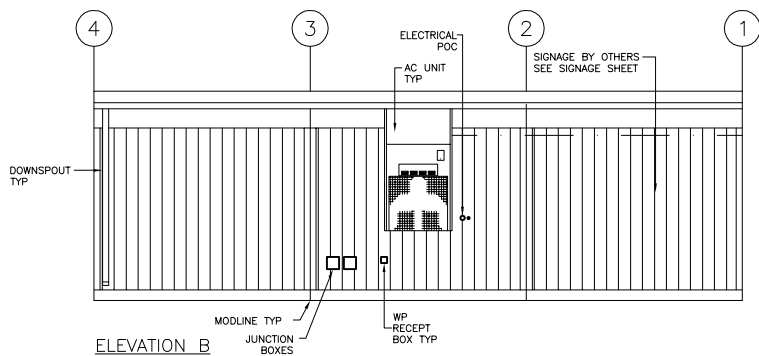 4
3
2
1
ELECTRICAL
POC
AC UNIT
TYP
SIGNAGE BY OTHERS
SEE SIGNAGE SHEET
DOWNSPOUT
TYP
MODLINE TYP
JUNCTION
BOXES
WP
RECEPT
BOX TYP
ELEVATION B